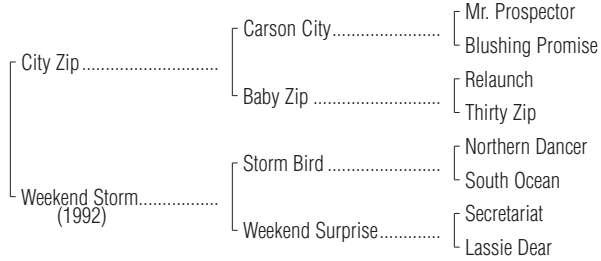 Mr. Prospector
Carson City..................
Blushing Promise
City Zip.............................
Relaunch
Baby Zip ...........................
Thirty Zip
Northern Dancer
Storm Bird ........................
South Ocean
Weekend Storm.................
(1992)
Secretariat
Weekend Surprise.............
Lassie Dear